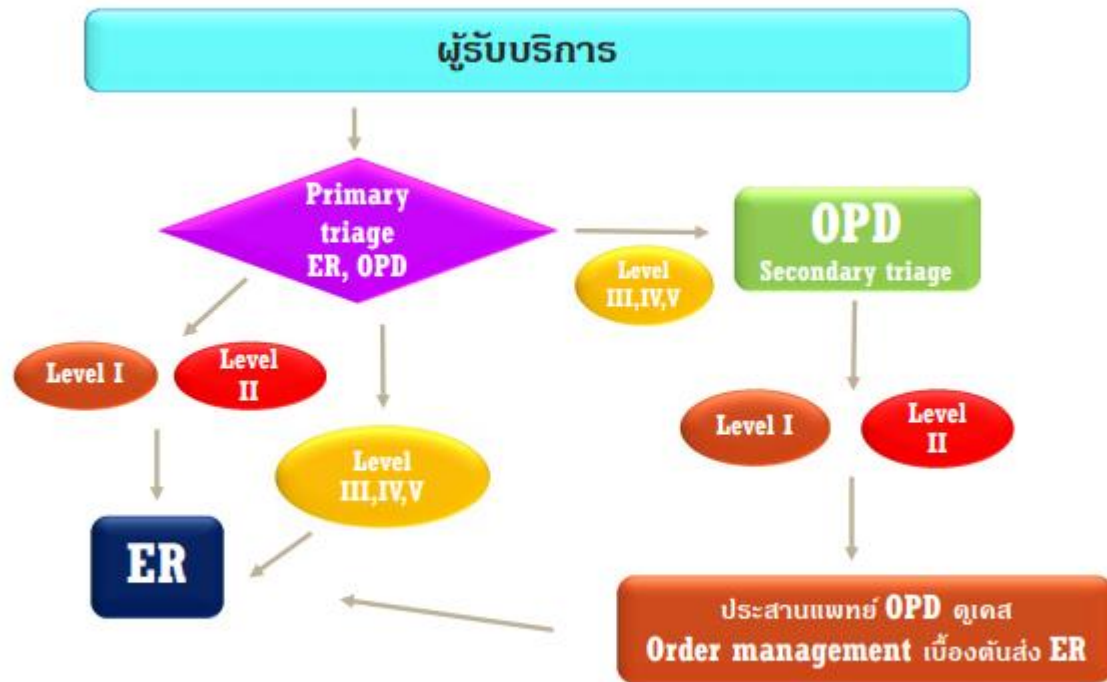 ผู้รับบริการ
Primary
triage
ER, OPD
OPD
Secondary triage
Level
III,IV,V
Level I
Level
II
Level
III,IV,V
Level I
Level
II
ER
ประสานแพทย์ OPD ดูเคส
Order management เบื้องต้นส่ง ER